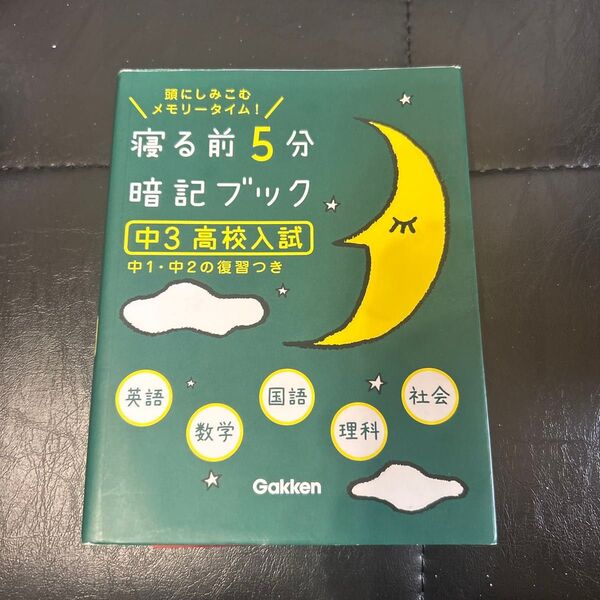 頭にしみこむ
メモリータイム!
寝る前5分
暗記ブック
中3 高校入試
中1・中2の復習つき
英語
数学
国語
理科
社会
Gakken